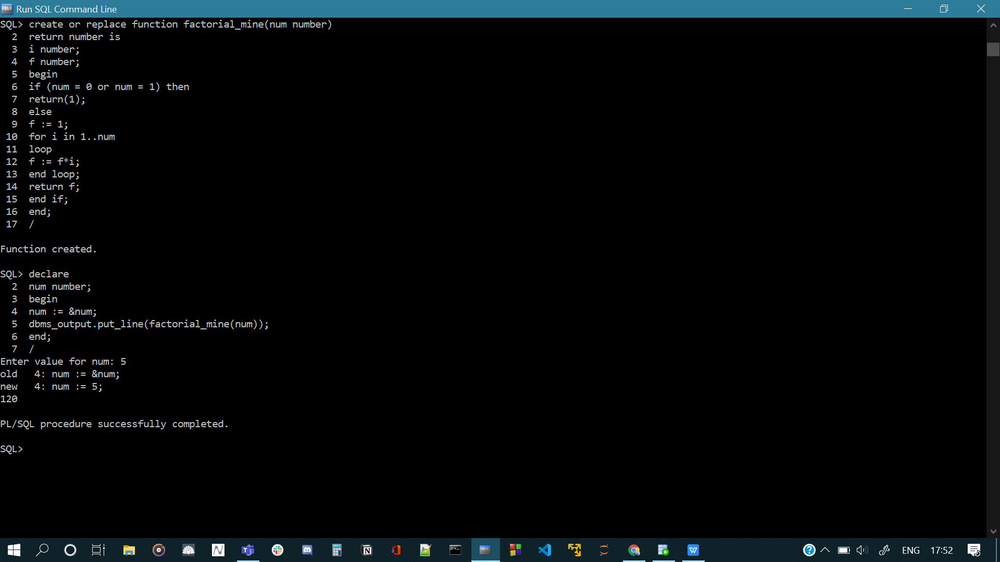 Run SQL Command Line
SQL> create or replace function factorial_mine(num number)
  2  return number is
  3  i number;
  4  f number;
  5  begin
  6  if (num = 0 or num = 1) then
  7  return(1);
  8  else
  9  f := 1;
 10  for i in 1..num
 11  loop
 12  f := f*i;
 13  end loop;
 14  return f;
 15  end if;
 16  end;
 17  /
Function created.
SQL> declare
  2  num number;
  3  begin
  4  num := &num;
  5  dbms_output.put_line(factorial_mine(num));
  6  end;
  7  /
Enter value for num: 5
old   4: num := &num;
new   4: num := 5;
120
PL/SQL procedure successfully completed.
SQL>
ENG 17:52